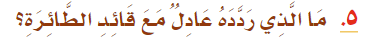 ٥. مَا الَّذِي رَدَّدَهُ عَادِلٌ مَعَ قَائِدِ الطَّائِرَةِ؟